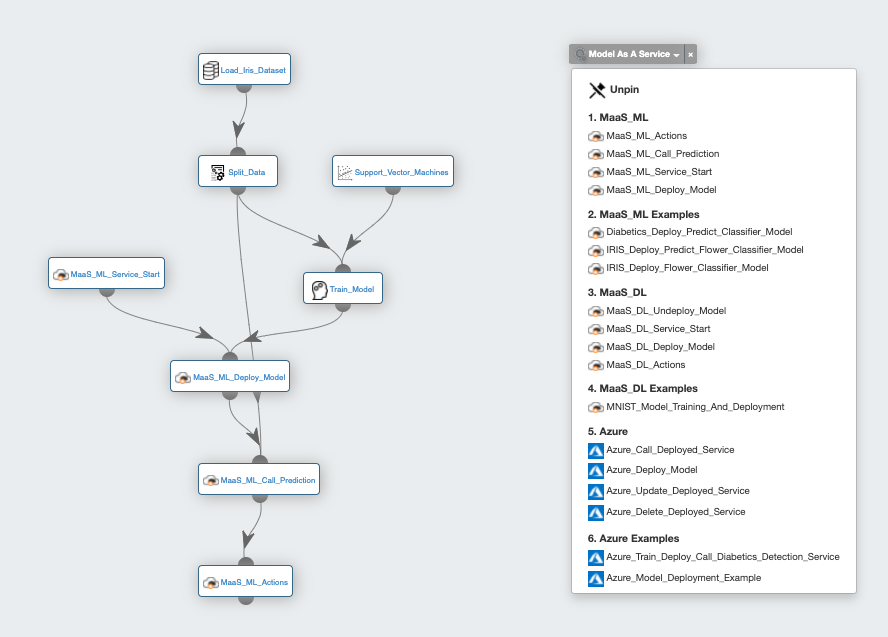 Load_Iris_Dataset
Split_Data
Support_Vector_Machines
MaaS_ML_Service_Start
Train_Model
MaaS_ML_Deploy_Model
MaaS_ML_Call_Prediction
MaaS_ML_Actions
Model As A Service ×
Unpin
1. MaaS_ML
MaaS_ML_Actions
MaaS_ML_Call_Prediction
MaaS_ML_Service_Start
MaaS_ML_Deploy_Model
2. MaaS_ML Examples
Diabetics_Deploy_Predict_Classifier_Model
IRIS_Deploy_Predict_Flower_Classifier_Model
IRIS_Deploy_Flower_Classifier_Model
3. MaaS_DL
MaaS_DL_Undeploy_Model
MaaS_DL_Service_Start
MaaS_DL_Deploy_Model
MaaS_DL_Actions
4. MaaS_DL Examples
MNIST_Model_Training_And_Deployment
5. Azure
Azure_Call_Deployed_Service
Azure_Deploy_Model
Azure_Update_Deployed_Service
Azure_Delete_Deployed_Service
6. Azure Examples
Azure_Train_Deploy_Call_Diabetics_Detection_Service
Azure_Model_Deployment_Example